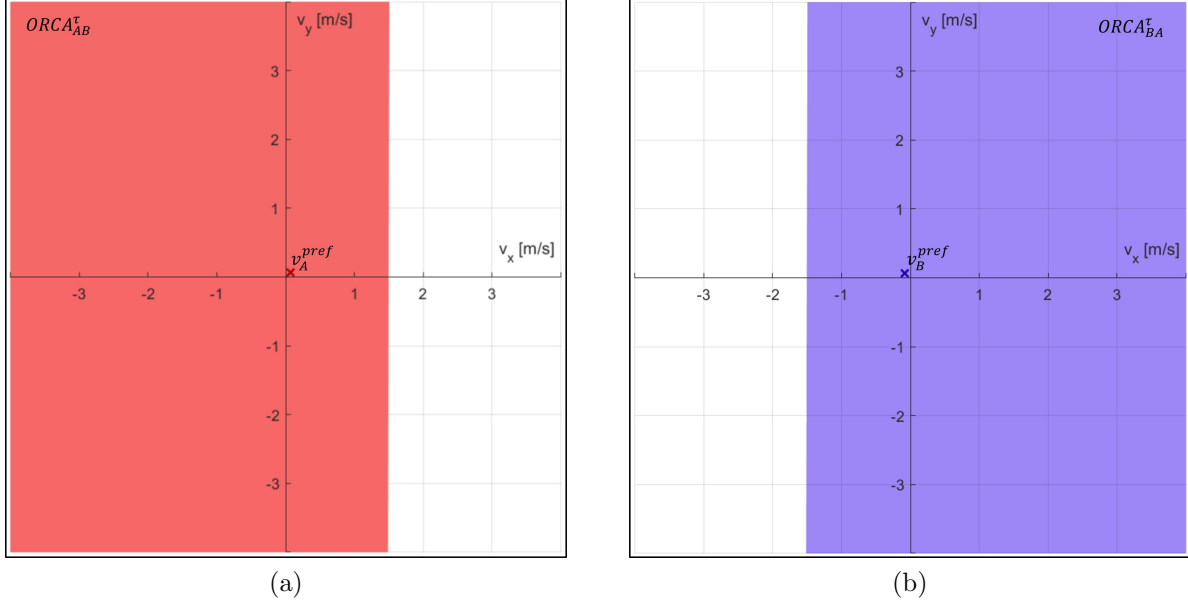 ORCA^τ_AB
v_y [m/s]
3
2
1
v_A^pref
v_x [m/s]
-3 -2 -1 1 2 3
-1
-2
-3
(a)
v_y [m/s]
ORCA^τ_BA
3
2
1
v_B^pref
v_x [m/s]
-3 -2 -1 1 2 3
-1
-2
-3
(b)